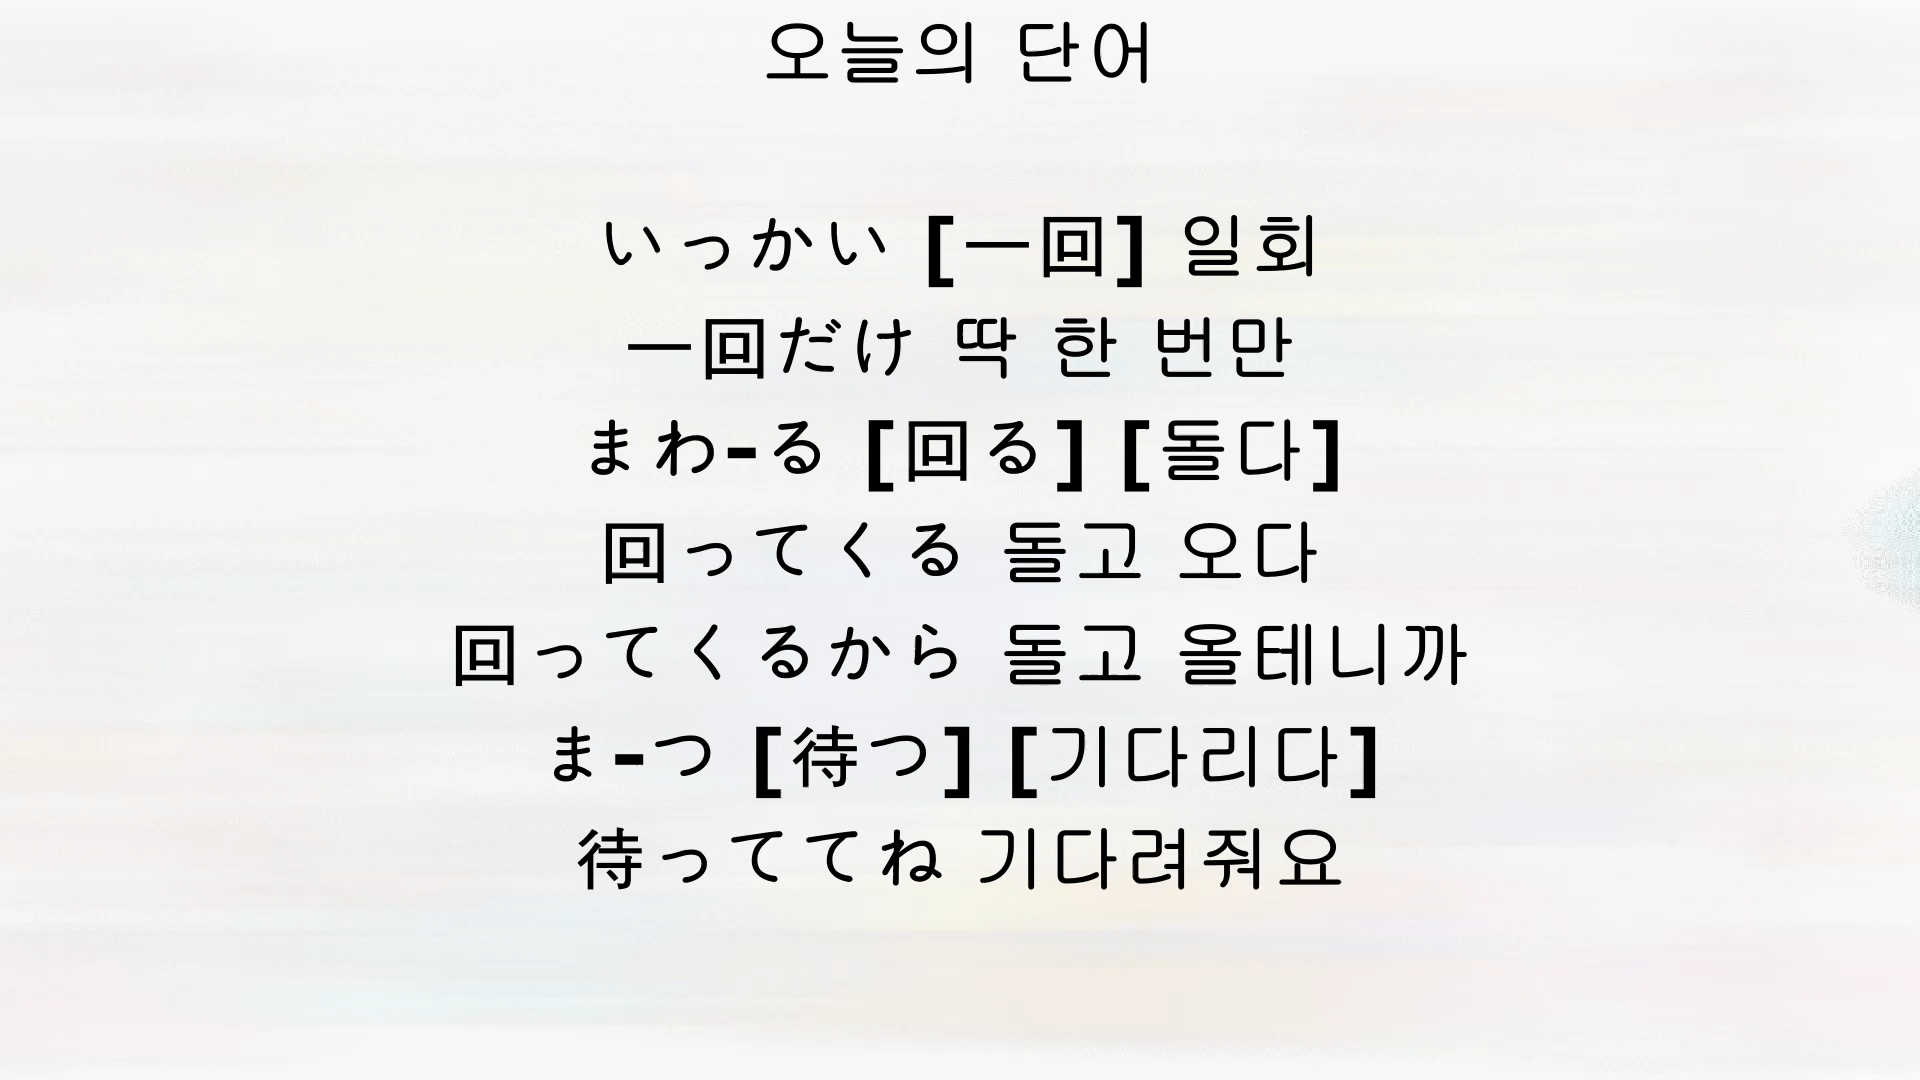 오늘의 단어
いっかい [一回] 일회
一回だけ 딱 한 번만
まわ-る [回る] [돌다]
回ってくる 돌고 오다
回ってくるから 돌고 올테니까
ま-つ [待つ] [기다리다]
待っててね 기다려줘요